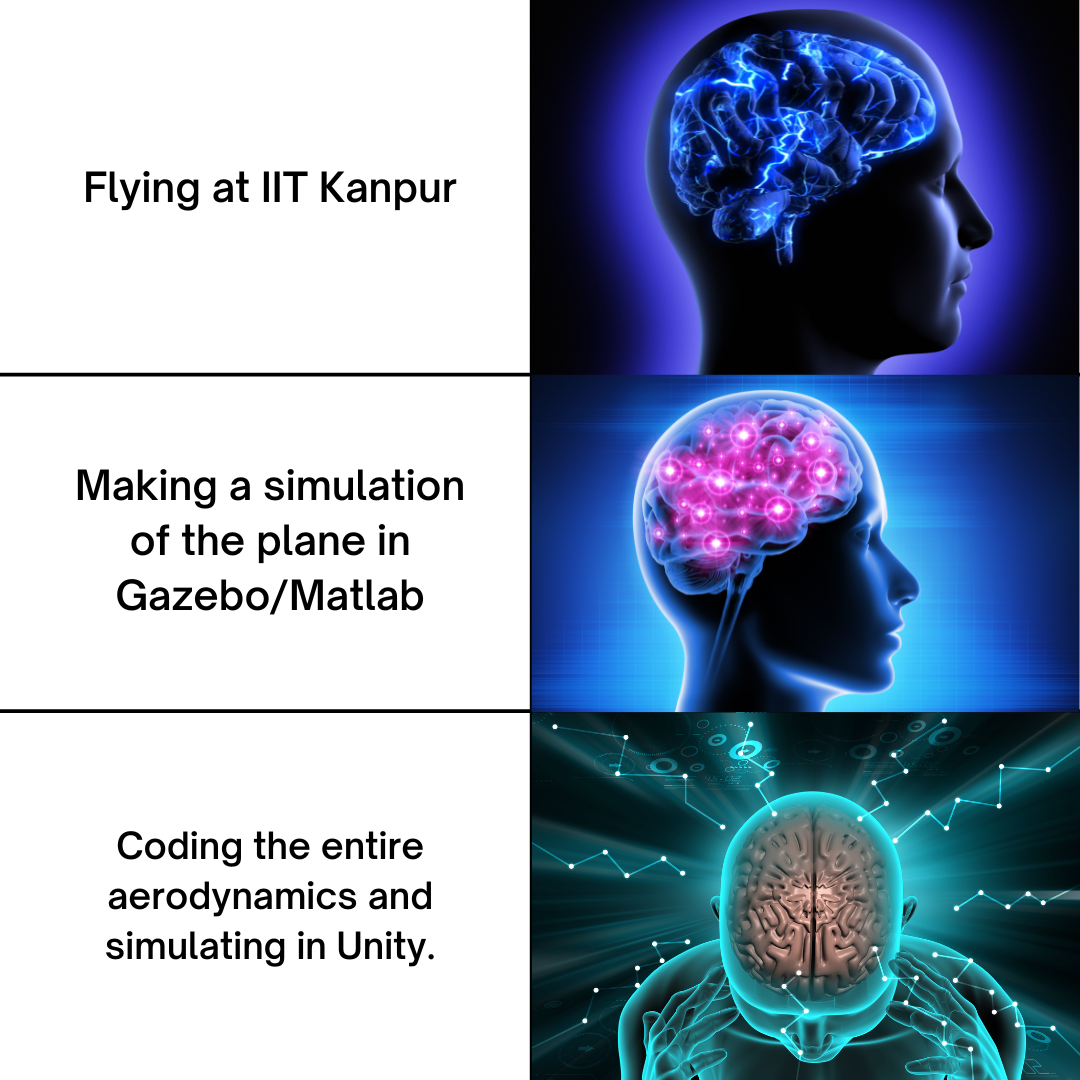 Flying at IIT Kanpur
Making a simulation
of the plane in
Gazebo/Matlab
Coding the entire
aerodynamics and
simulating in Unity.